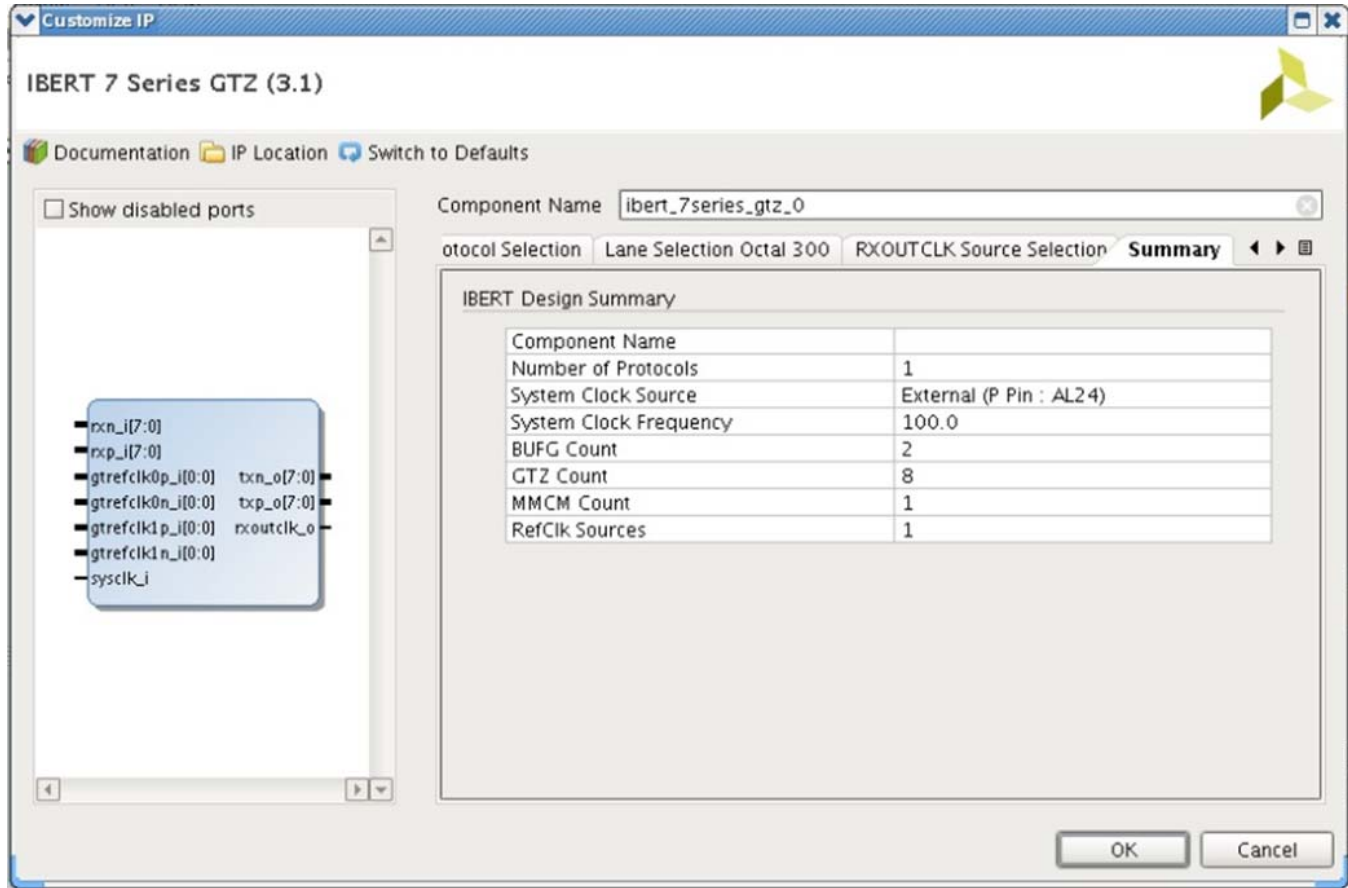 Customize IP
IBERT 7 Series GTZ (3.1)
Documentation IP Location Switch to Defaults
Show disabled ports
rxn_i[7:0]
rxp_i[7:0]
gtrefclk0p_i[0:0] txn_o[7:0]
gtrefclk0n_i[0:0] txp_o[7:0]
gtrefclk1p_i[0:0] rxoutclk_o
gtrefclk1n_i[0:0]
sysclk_i
Component Name ibert_7series_gtz_0
otocol Selection Lane Selection Octal 300 RXOUTCLK Source Selection Summary
IBERT Design Summary
Component Name
Number of Protocols 1
System Clock Source External (P Pin : AL24)
System Clock Frequency 100.0
BUFG Count 2
GTZ Count 8
MMCM Count 1
RefClk Sources 1
OK Cancel